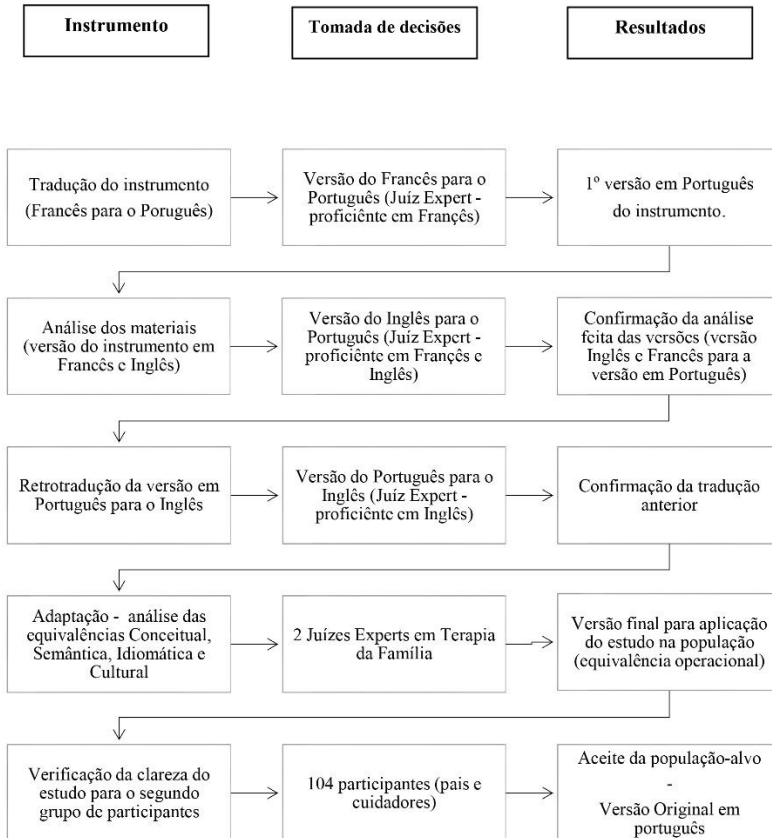 Instrumento
Tomada de decisões
Resultados
Tradução do instrumento
(Francês para o Poruguês)
Versão do Francês para o
Português (Juíz Expert -
proficiênte em Françês)
1º versão em Português
do instrumento.
Análise dos materiais
(versão do instrumento em
Francês e Inglês)
Versão do Inglês para o
Português (Juíz Expert -
proficiênte em Françês e
Inglês)
Confirmação da análise
feita das versões (versão
Inglês e Francês para a
versão em Português)
Retrotradução da versão em
Português para o Inglês
Versão do Português para o
Inglês (Juíz Expert -
proficiênte em Inglês)
Confirmação da tradução
anterior
Adaptação - análise das
equivalências Conceitual,
Semântica, Idiomática e
Cultural
2 Juízes Experts em Terapia
da Família
Versão final para aplicação
do estudo na população
(equivalência operacional)
Verificação da clareza do
estudo para o segundo
grupo de participantes
104 participantes (pais e
cuidadores)
Aceite da população-alvo
-
Versão Original em
português